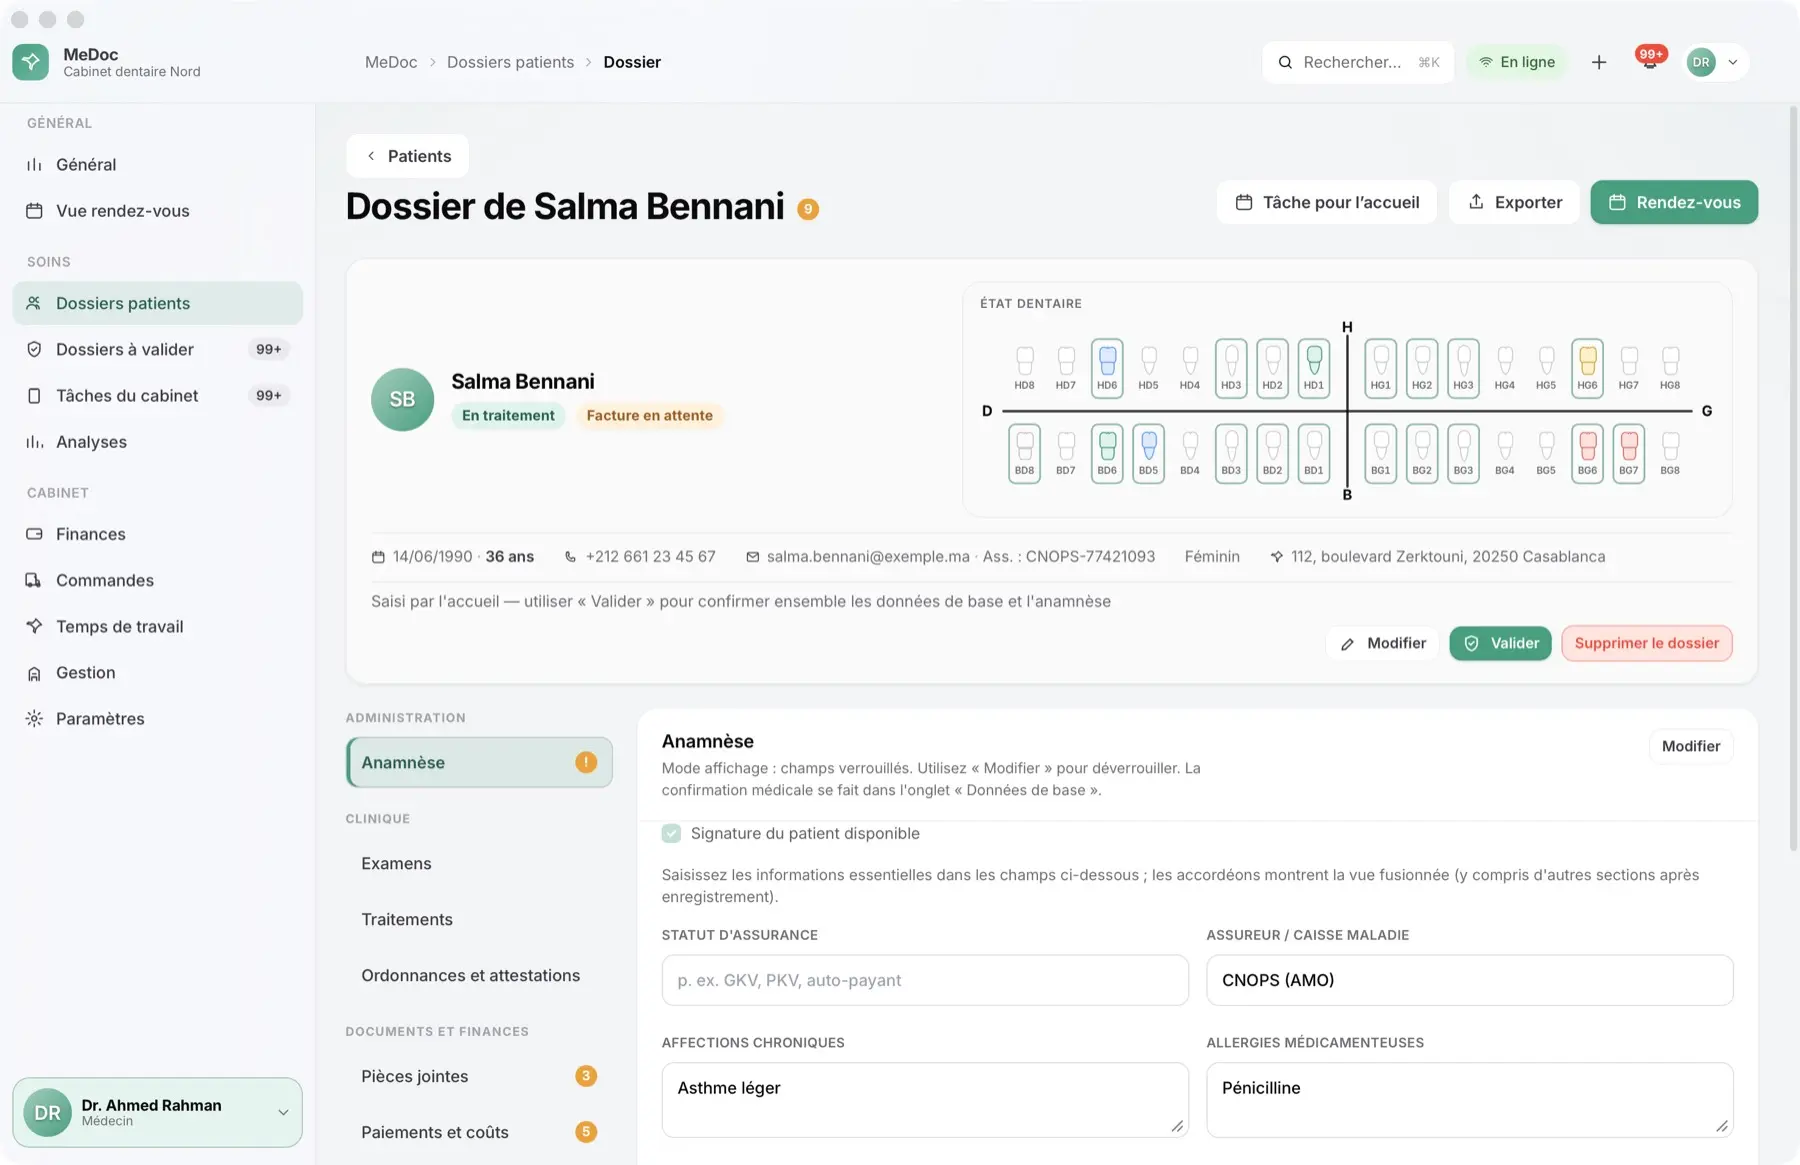 MeDoc
Cabinet dentaire Nord
MeDoc > Dossiers patients > Dossier
Rechercher... ⌘K
En ligne
99+
DR
GÉNÉRAL
Général
Vue rendez-vous
SOINS
Dossiers patients
Dossiers à valider 99+
Tâches du cabinet 99+
Analyses
CABINET
Finances
Commandes
Temps de travail
Gestion
Paramètres
DR
Dr. Ahmed Rahman
Médecin
Patients
Dossier de Salma Bennani 9
Tâche pour l’accueil
Exporter
Rendez-vous
SB
Salma Bennani
En traitement
Facture en attente
ÉTAT DENTAIRE
H
HD8 HD7 HD6 HD5 HD4 HD3 HD2 HD1 HG1 HG2 HG3 HG4 HG5 HG6 HG7 HG8
D G
BD8 BD7 BD6 BD5 BD4 BD3 BD2 BD1 BG1 BG2 BG3 BG4 BG5 BG6 BG7 BG8
B
14/06/1990 · 36 ans +212 661 23 45 67 salma.bennani@exemple.ma · Ass. : CNOPS-77421093 Féminin 112, boulevard Zerktouni, 20250 Casablanca
Saisi par l'accueil — utiliser « Valider » pour confirmer ensemble les données de base et l'anamnèse
Modifier
Valider
Supprimer le dossier
ADMINISTRATION
Anamnèse !
CLINIQUE
Examens
Traitements
Ordonnances et attestations
DOCUMENTS ET FINANCES
Pièces jointes 3
Paiements et coûts 5
Anamnèse
Modifier
Mode affichage : champs verrouillés. Utilisez « Modifier » pour déverrouiller. La
confirmation médicale se fait dans l'onglet « Données de base ».
Signature du patient disponible
Saisissez les informations essentielles dans les champs ci-dessous ; les accordéons montrent la vue fusionnée (y compris d'autres sections après
enregistrement).
STATUT D'ASSURANCE
p. ex. GKV, PKV, auto-payant
ASSUREUR / CAISSE MALADIE
CNOPS (AMO)
AFFECTIONS CHRONIQUES
Asthme léger
ALLERGIES MÉDICAMENTEUSES
Pénicilline